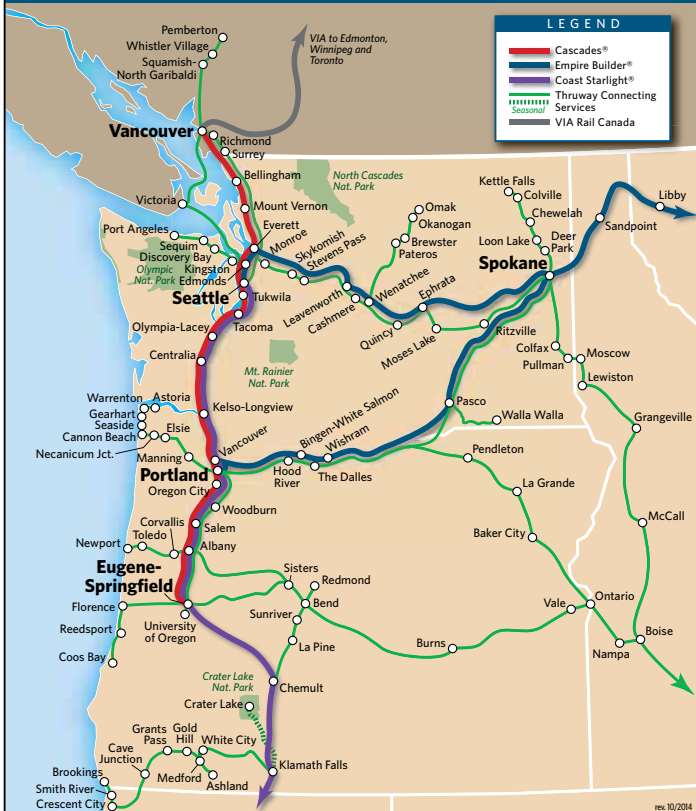 Pemberton
Whistler Village
Squamish-
North Garibaldi
VIA to Edmonton,
Winnipeg and
Toronto
LEGEND
Cascades®
Empire Builder®
Coast Starlight®
Thruway Connecting
Services
Seasonal
VIA Rail Canada
Vancouver
Richmond
Surrey
Bellingham
North Cascades
Nat. Park
Victoria
Mount Vernon
Everett
Monroe
Skykomish
Stevens Pass
Omak
Okanogan
Brewster
Pateros
Kettle Falls
Colville
Chewelah
Loon Lake
Deer
Park
Libby
Sandpoint
Port Angeles
Sequim
Discovery Bay
Olympic
Nat. Park
Kingston
Edmonds
Seattle
Tukwila
Leavenworth
Cashmere
Wenatchee
Quincy
Ephrata
Moses Lake
Spokane
Ritzville
Olympia-Lacey
Tacoma
Centralia
Mt. Rainier
Nat. Park
Colfax
Pullman
Moscow
Lewiston
Warrenton
Astoria
Gearhart
Seaside
Cannon Beach
Elsie
Necanicum Jct.
Manning
Kelso-Longview
Pasco
Walla Walla
Grangeville
Vancouver
Bingen-White Salmon
Wishram
Portland
Oregon City
Hood
River
The Dalles
Pendleton
La Grande
Woodburn
Corvallis
Toledo
Newport
Salem
Albany
Baker City
McCall
Eugene-
Springfield
Sisters
Redmond
Bend
Sunriver
La Pine
Florence
Reedsport
Coos Bay
University
of Oregon
Burns
Vale
Ontario
Nampa
Boise
Crater Lake
Nat. Park
Crater Lake
Chemult
Grants
Pass
Gold
Hill
White City
Cave
Junction
Medford
Ashland
Klamath Falls
Brookings
Smith River
Crescent City
rev. 10/2014